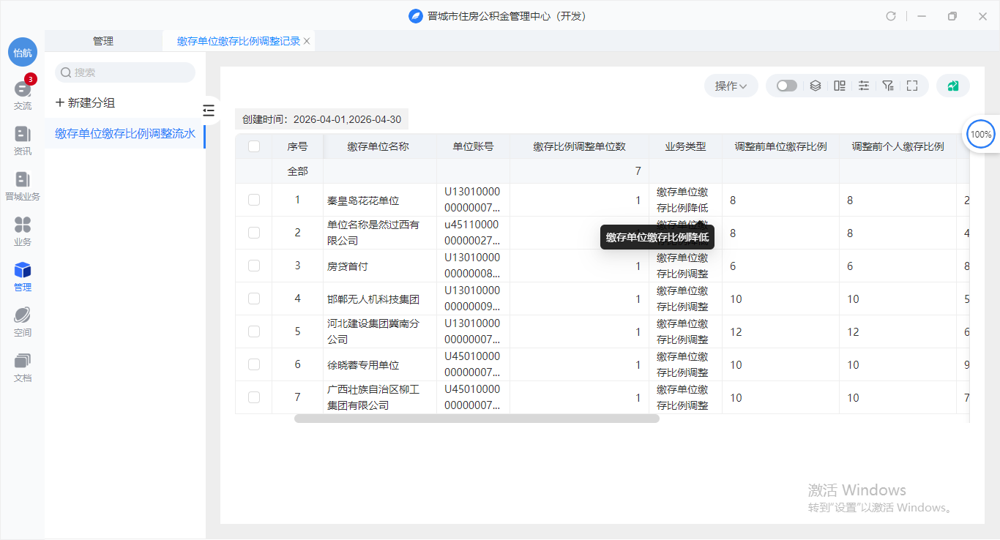 晋城市住房公积金管理中心（开发）
管理
缴存单位缴存比例调整记录
怡航
3
交流
资讯
晋城业务
业务
管理
空间
文档
搜索
新建分组
缴存单位缴存比例调整流水
操作
创建时间：2026-04-01,2026-04-30
100%
序号 缴存单位名称 单位账号 缴存比例调整单位数 业务类型 调整前单位缴存比例 调整前个人缴存比例
全部 7
1 秦皇岛花花单位 U13010000 00000007... 1 缴存单位缴 存比例降低 8 8 2
2 单位名称是然过西有 限公司 u45110000 00000027... 8 8 4
缴存单位缴存比例降低
3 房贷首付 U13010000 00000008... 1 缴存单位缴 存比例调整 6 6 8
4 邯郸无人机科技集团 U13010000 00000009... 1 缴存单位缴 存比例调整 10 10 5
5 河北建设集团冀南分 公司 U13010000 00000007... 1 缴存单位缴 存比例调整 12 12 6
6 徐晓蓉专用单位 U45010000 00000007... 1 缴存单位缴 存比例调整 10 10 9
7 广西壮族自治区柳工 集团有限公司 U45010000 00000007... 1 缴存单位缴 存比例调整 10 10 7
激活 Windows
转到"设置"以激活 Windows。